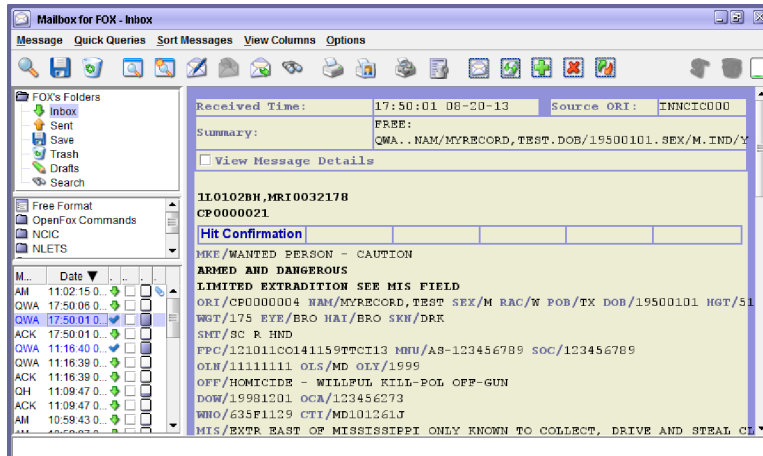 Mailbox for FOX - Inbox
Message Quick Queries Sort Messages View Columns Options
FOX's Folders
Inbox
Sent
Save
Trash
Drafts
Search
Free Format
OpenFox Commands
NCIC
NLETS
M... Date ▼ . .. . .
AM 11:02:15 0...
QWA 17:50:06 0...
QWA 17:50:01 0...
ACK 17:50:01 0...
QWA 11:16:40 0...
QWA 11:16:39 0...
ACK 11:16:39 0...
QH 11:09:47 0...
ACK 11:09:47 0...
AM 10:59:43 0...
Received Time: 17:50:01 08-20-13 Source ORI: INNCIC000
Summary: FREE:
QWA..NAM/MYRECORD,TEST.DOB/19500101.SEX/M.IND/Y
View Message Details
1L0102BH,MRI0032178
CP0000021
Hit Confirmation
MKE/WANTED PERSON - CAUTION
ARMED AND DANGEROUS
LIMITED EXTRADITION SEE MIS FIELD
ORI/CP0000004 NAM/MYRECORD,TEST SEX/M RAC/W POB/TX DOB/19500101 HGT/51
WGT/175 EYE/BRO HAI/BRO SKN/DRK
SMT/SC R HND
FPC/121011CO141159TTCI13 MNU/AS-123456789 SOC/123456789
OLN/11111111 OLS/MD OLY/1999
OFF/HOMICIDE - WILLFUL KILL-POL OFF-GUN
DOW/19981201 OCA/123456273
WNO/635F1129 CTI/MD101261J
MIS/EXTR EAST OF MISSISSIPPI ONLY KNOWN TO COLLECT, DRIVE AND STEAL CL